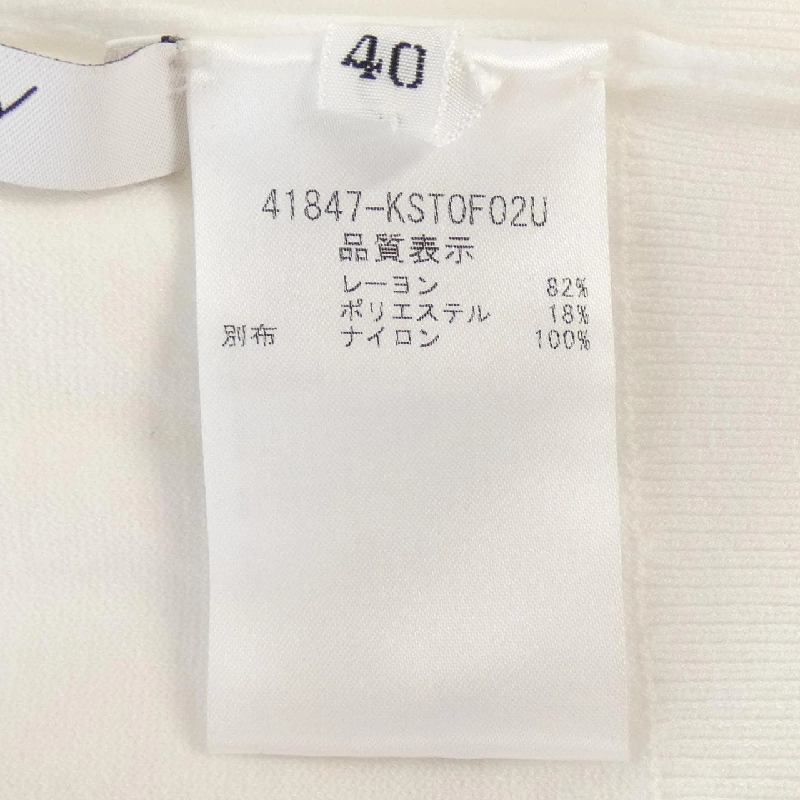 40
41847-KST0F02U
品質表示
レーヨン 82%
ポリエステル 18%
別布 ナイロン 100%